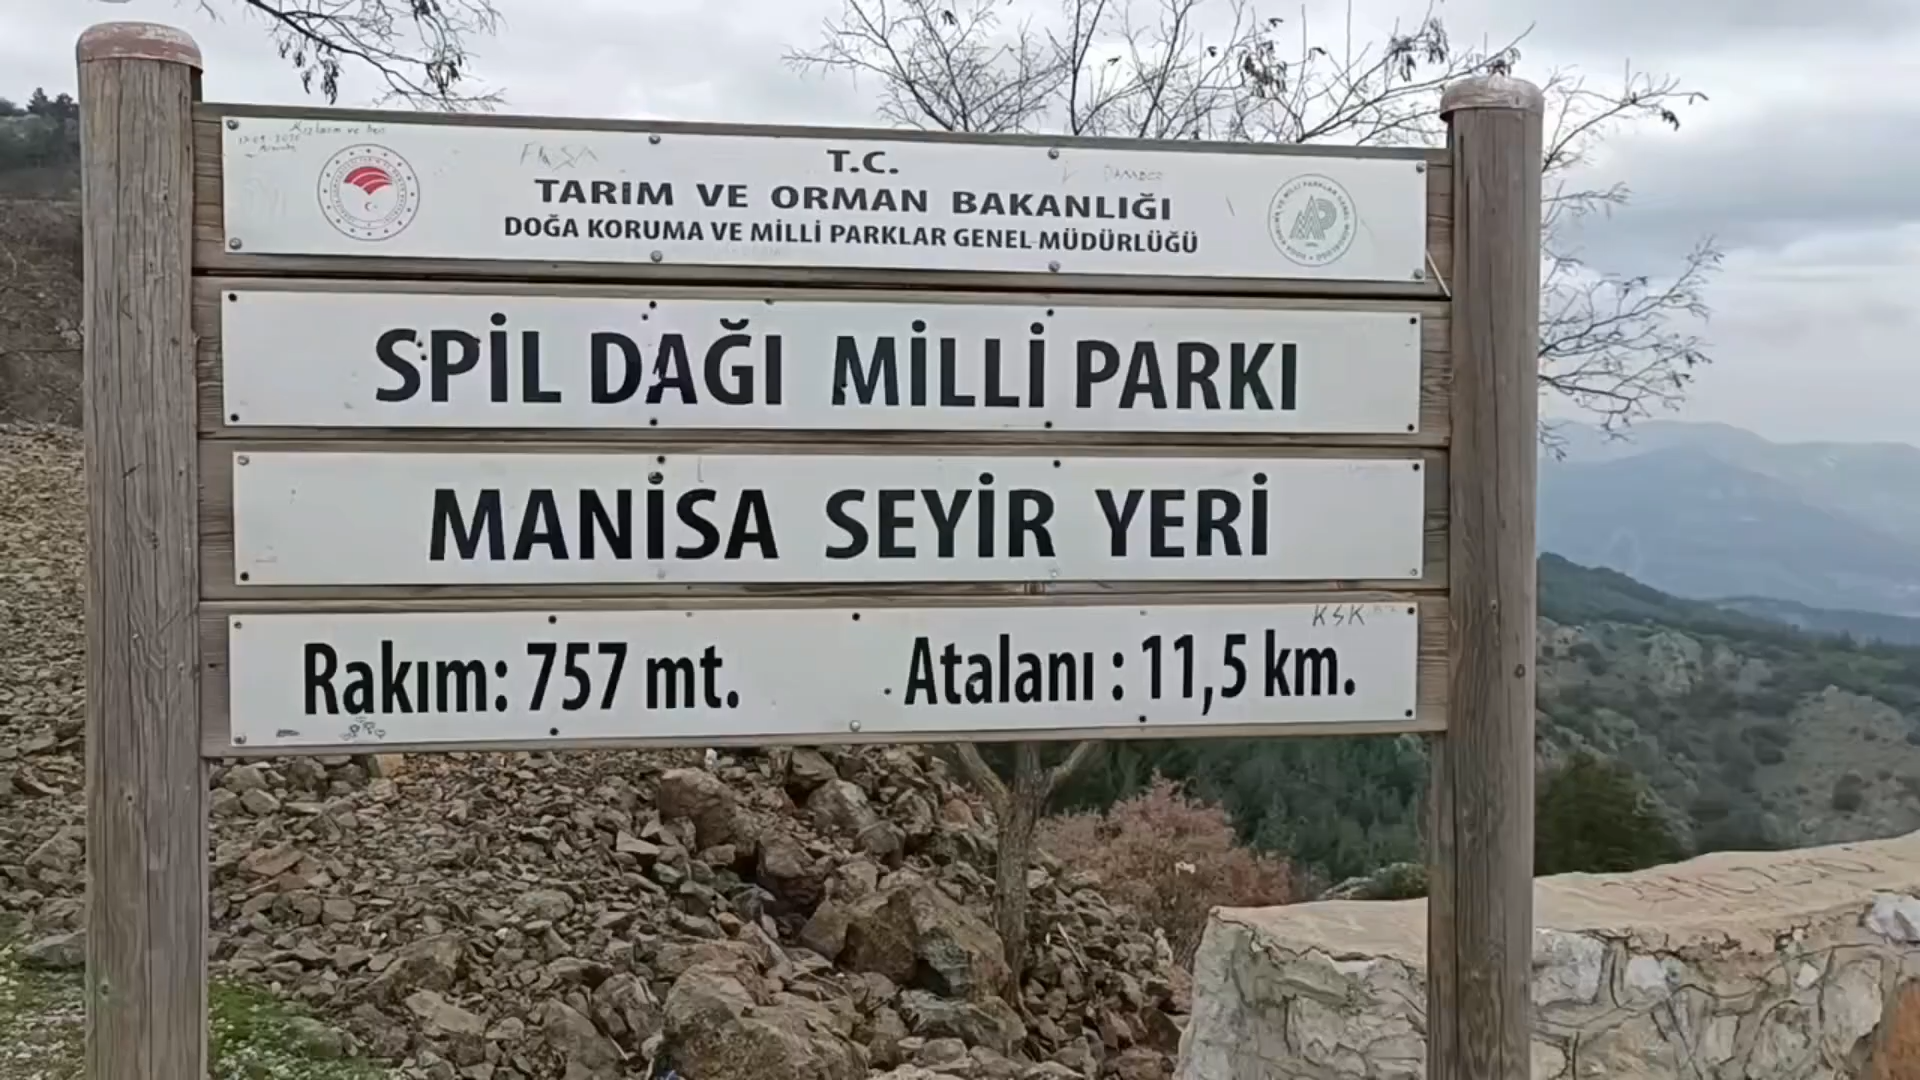 T.C.
TARIM VE ORMAN BAKANLIĞI
DOĞA KORUMA VE MİLLİ PARKLAR GENEL MÜDÜRLÜĞÜ
SPİL DAĞI MİLLİ PARKI
MANİSA SEYİR YERİ
KSK
Rakım: 757 mt. Atalanı : 11,5 km.